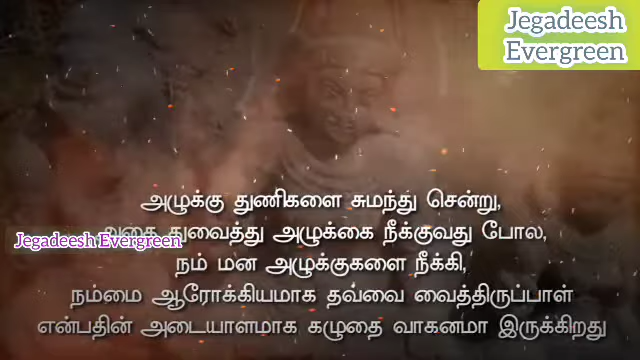 Jegadeesh
Evergreen
அழுக்கு துணிகளை சுமந்து சென்று,
துவைத்து அழுக்கை நீக்குவது போல,
Jegadeesh Evergreen
நம் மன அழுக்குகளை நீக்கி,
நம்மை ஆரோக்கியமாக தவ்வை வைத்திருப்பாள்
என்பதின் அடையாளமாக கழுதை வாகனமா இருக்கிறது